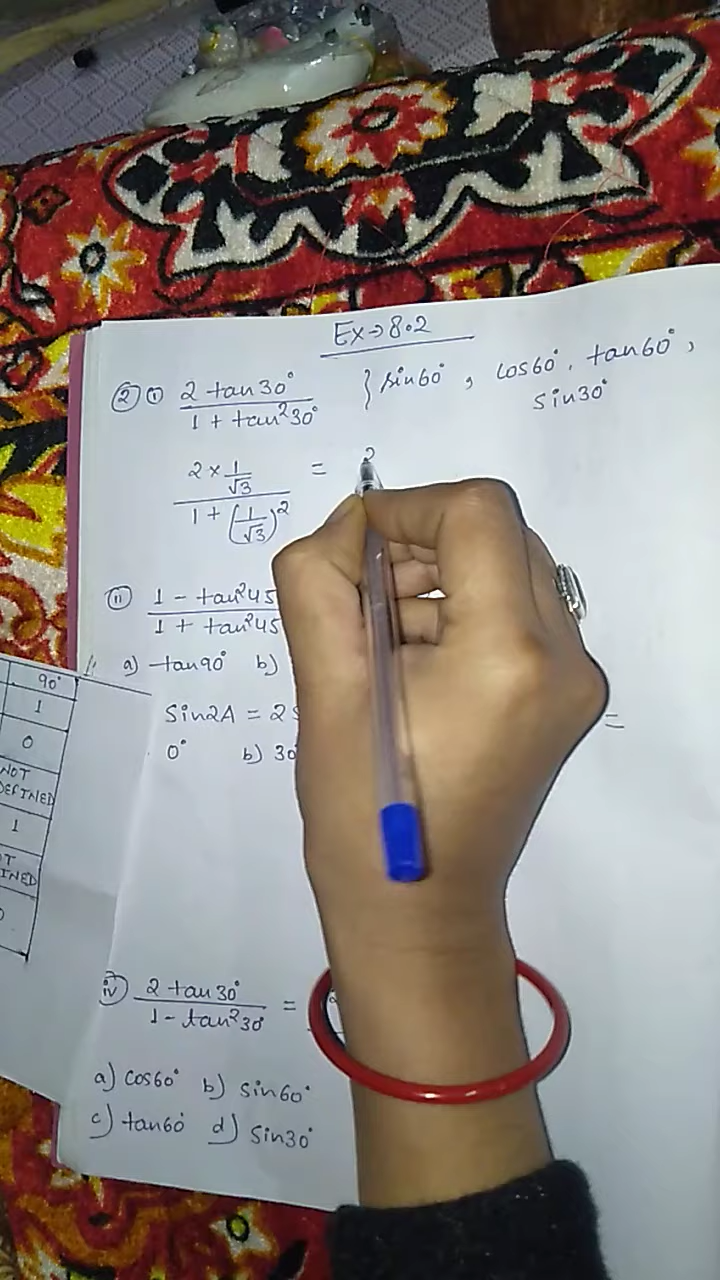 Ex→8.2
② ① 2 tan30° / 1 + tan²30° } sin60°, cos60°, tan60°,
sin30°
2 × 1/√3 / 1 + (1/√3)² = 2
ⅱ 1 - tan²45 / 1 + tan²45
a) tan90° b)
Sin2A = 2s =
0° b) 30
iv 2 tan30° / 1 - tan²30° =
a) cos60° b) sin60°
c) tan60° d) sin30°
90°
1
0
NOT
DEFINED
1